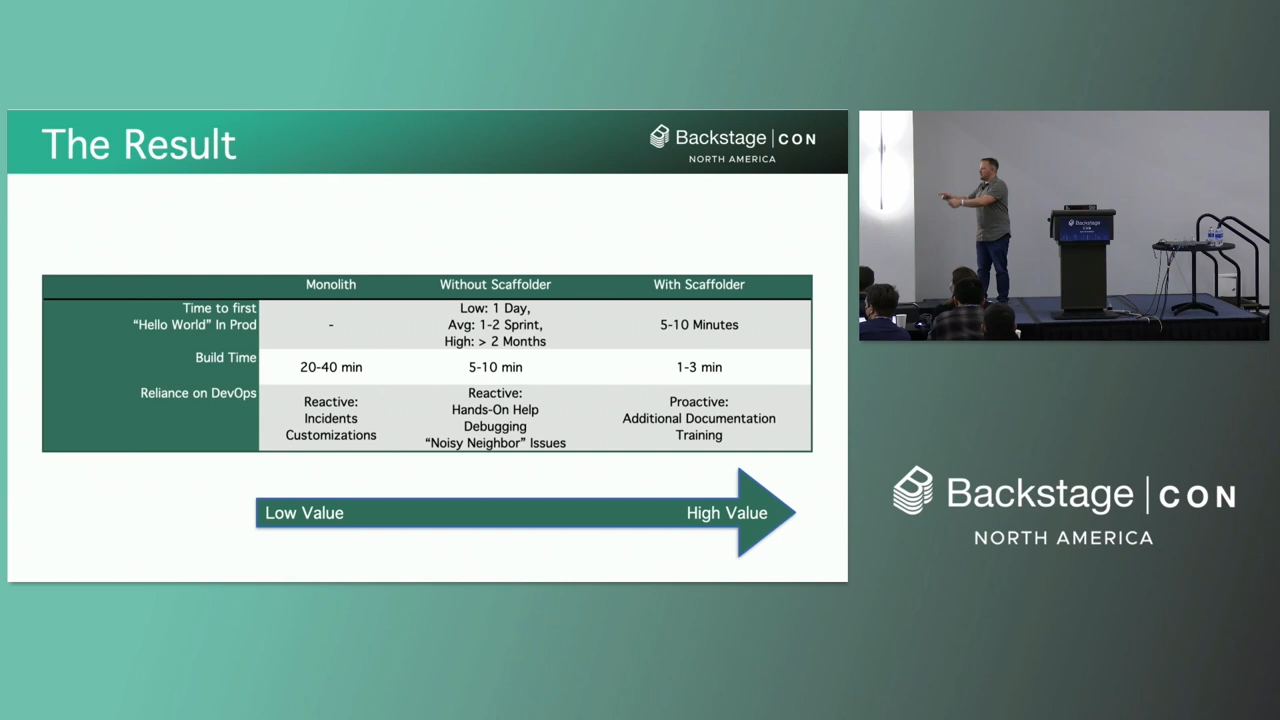 The Result
Backstage | CON
NORTH AMERICA
Monolith Without Scaffolder With Scaffolder
Time to first
“Hello World” In Prod
-
Low: 1 Day,
Avg: 1-2 Sprint,
High: > 2 Months
5-10 Minutes
Build Time
20-40 min
5-10 min
1-3 min
Reliance on DevOps
Reactive:
Incidents
Customizations
Reactive:
Hands-On Help
Debugging
“Noisy Neighbor” Issues
Proactive:
Additional Documentation
Training
Low Value
High Value
Backstage
CON
Backstage | CON
NORTH AMERICA